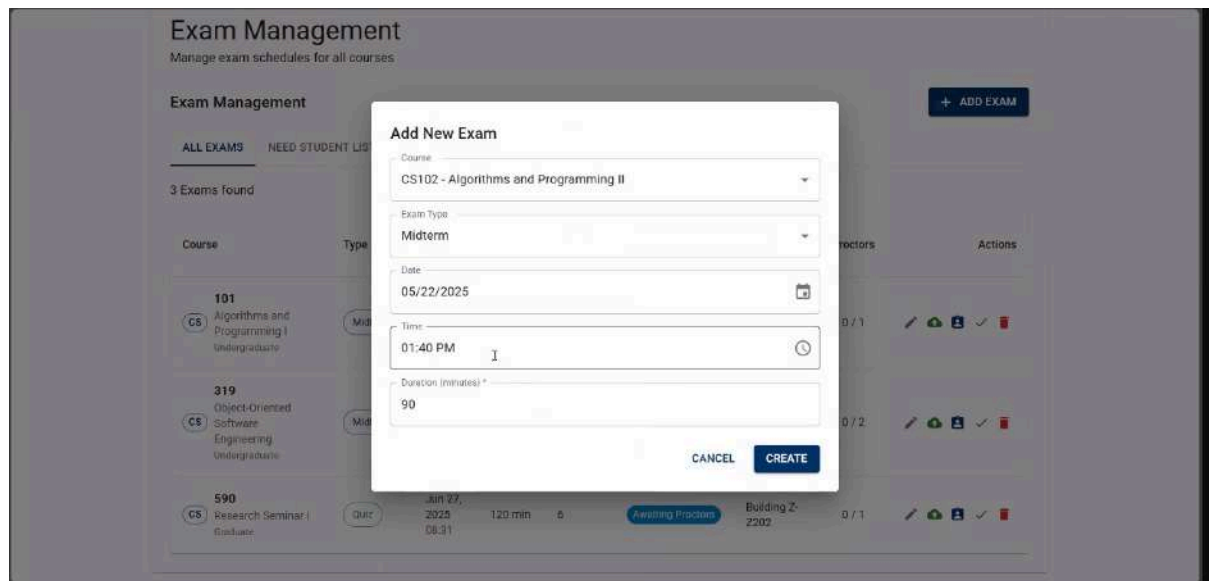 Exam Management
Manage exam schedules for all courses
Exam Management
+ ADD EXAM
ALL EXAMS
NEED STUDENT LIS
3 Exams found
Course
Type
roctors
Actions
101
CS
Algorithms and
Programming I
Undergraduate
Mid
0 / 1
319
CS
Object-Oriented
Software
Engineering
Undergraduate
Mid
0 / 2
590
CS
Research Seminar I
Graduate
Quiz
Jun 27,
2025
08:31
120 min
6
Awaiting Proctors
Building Z-
Z202
0 / 1
Add New Exam
Course
CS102 - Algorithms and Programming II
Exam Type
Midterm
Date
05/22/2025
Time
01:40 PM
Duration (minutes) *
90
CANCEL
CREATE